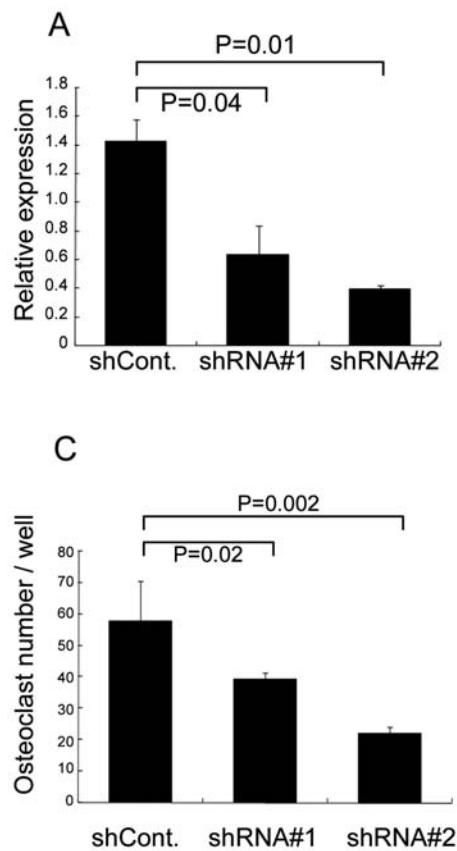 A
P=0.01
P=0.04
Relative expression
1.8
1.6
1.4
1.2
1.0
0.8
0.6
0.4
0.2
0
shCont. shRNA#1 shRNA#2
C
P=0.002
P=0.02
Osteoclast number / well
80
70
60
50
40
30
20
10
0
shCont. shRNA#1 shRNA#2